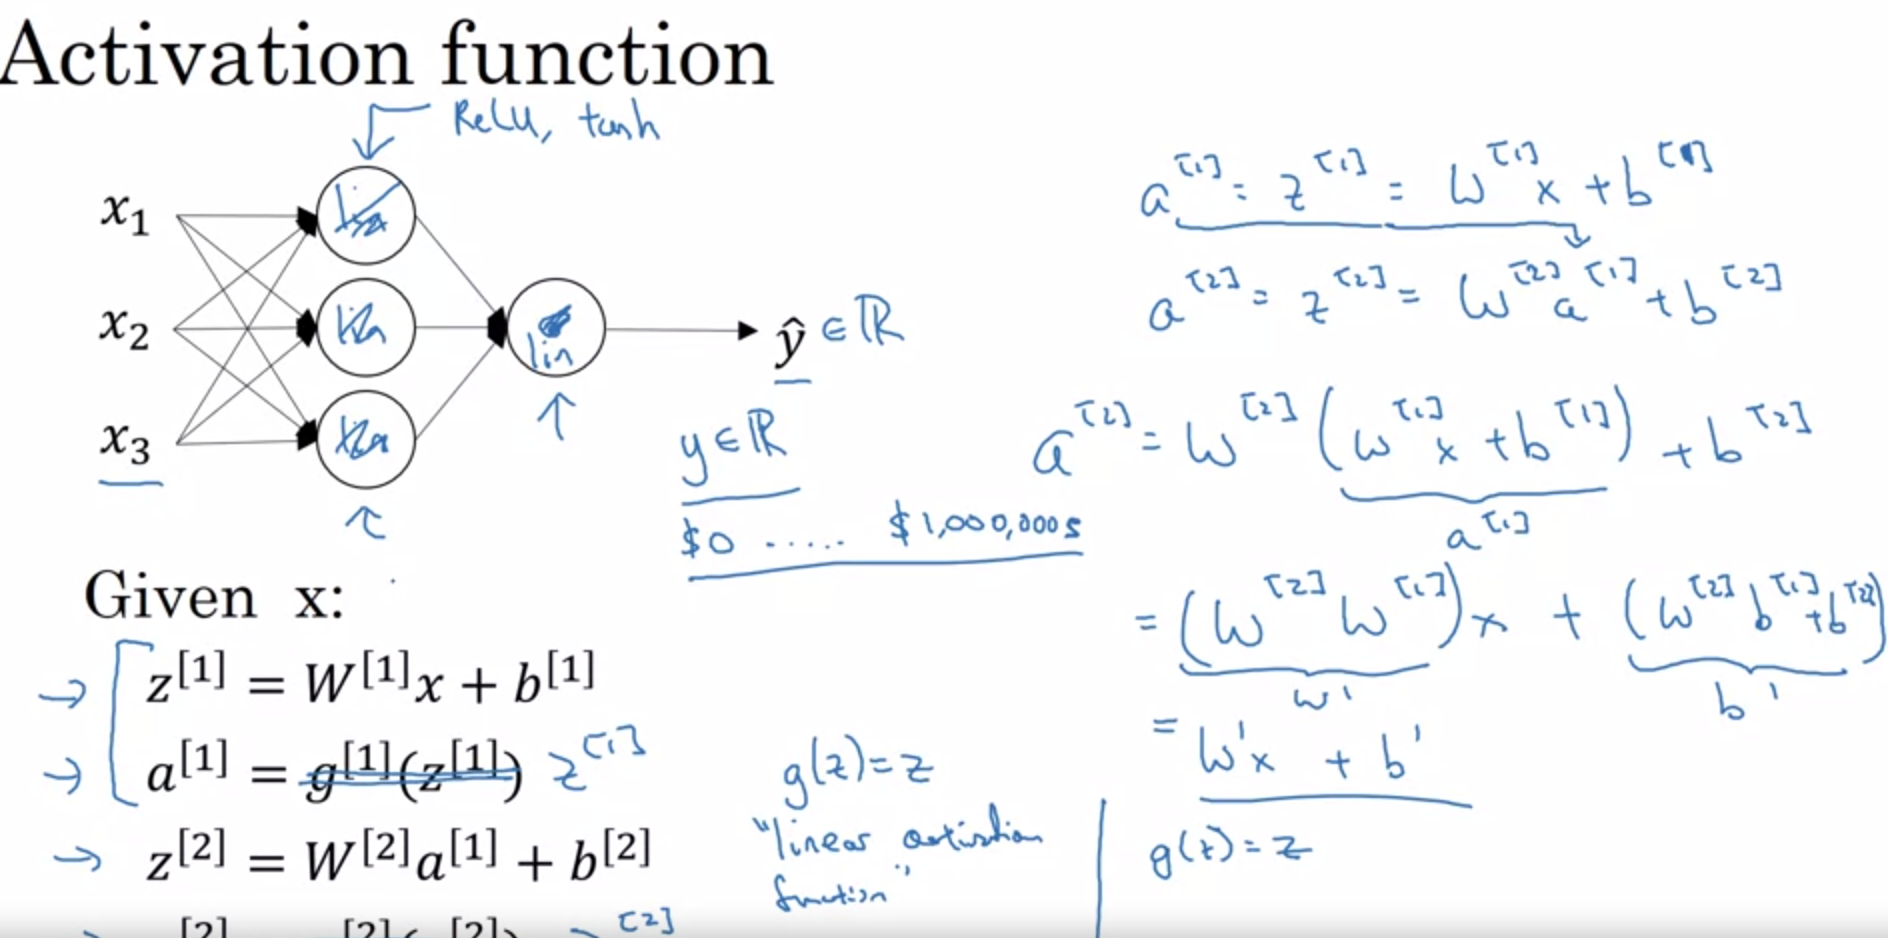 Activation function
ReLU, tanh
x₁
x₂
x₃
lin
ŷ ∈ ℝ
y ∈ ℝ
$0 ..... $1,000,000s
Given x:
→ z^[1] = W^[1]x + b^[1]
→ a^[1] = g^[1](z^[1]) z^[1]
→ z^[2] = W^[2]a^[1] + b^[2]
g(z) = z
"linear activation
function"
a^[1] = z^[1] = W^[1]x + b^[1]
a^[2] = z^[2] = W^[2]a^[1] + b^[2]
a^[2] = W^[2](W^[1]x + b^[1]) + b^[2]
a^[1]
= (W^[2]W^[1])x + (W^[2]b^[1] + b^[2])
W' b'
= W'x + b'
g(z) = z